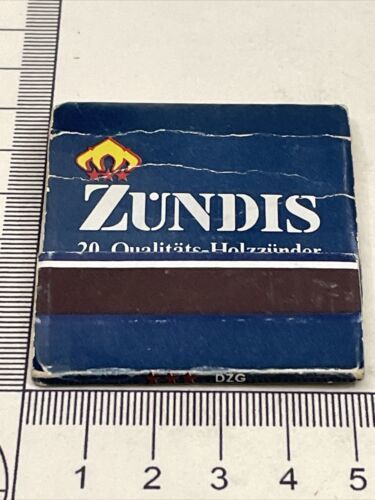 ZÜNDIS
20 Qualitäts-Holzzünder
DZG
1 2 3 4 5